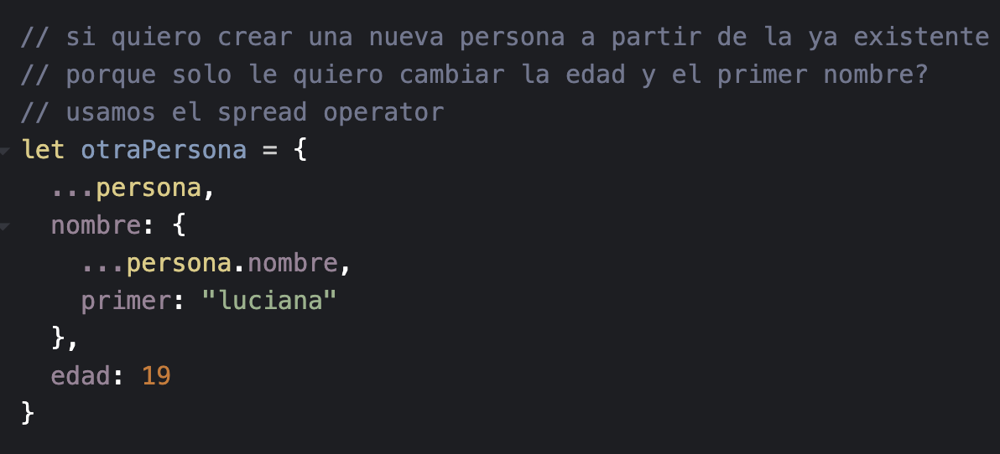 // si quiero crear una nueva persona a partir de la ya existente
// porque solo le quiero cambiar la edad y el primer nombre?
// usamos el spread operator
let otraPersona = {
  ...persona,
  nombre: {
    ...persona.nombre,
    primer: "luciana"
  },
  edad: 19
}